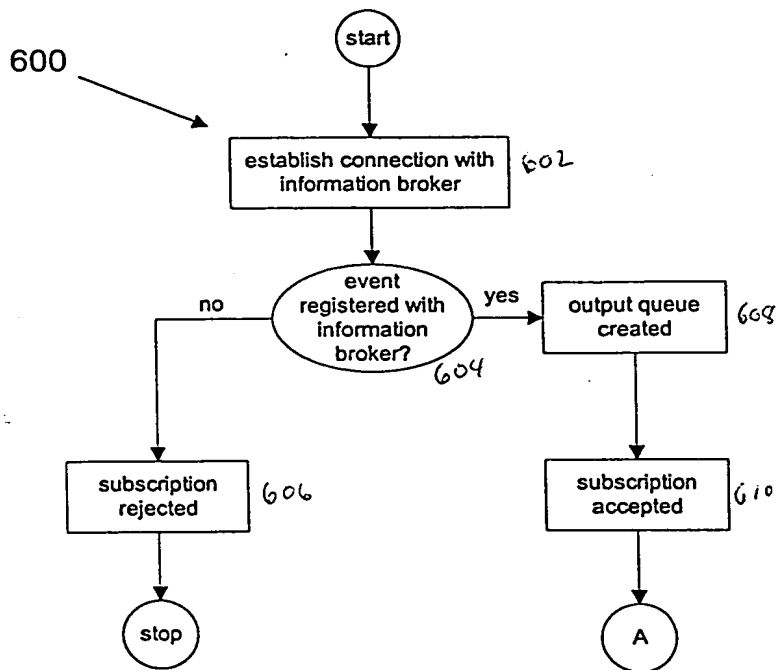 start
600
establish connection with
information broker
602
event
registered with
information
broker?
604
no
yes
output queue
created
608
subscription
rejected
606
subscription
accepted
610
stop
A